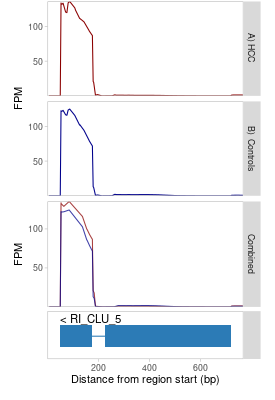 100
50
A) HCC
FPM
100
50
B) Controls
100
50
Combined
FPM
< RI_CLU_5
200 400 600
Distance from region start (bp)